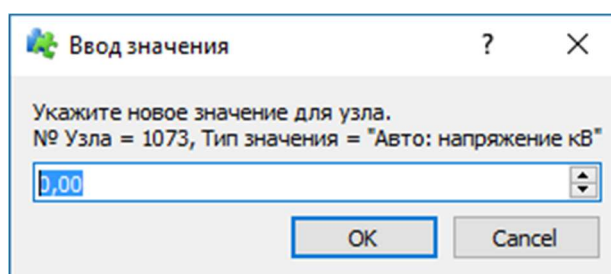 Ввод значения
?
Укажите новое значение для узла.
№ Узла = 1073, Тип значения = "Авто: напряжение кВ"
0,00
OK
Cancel